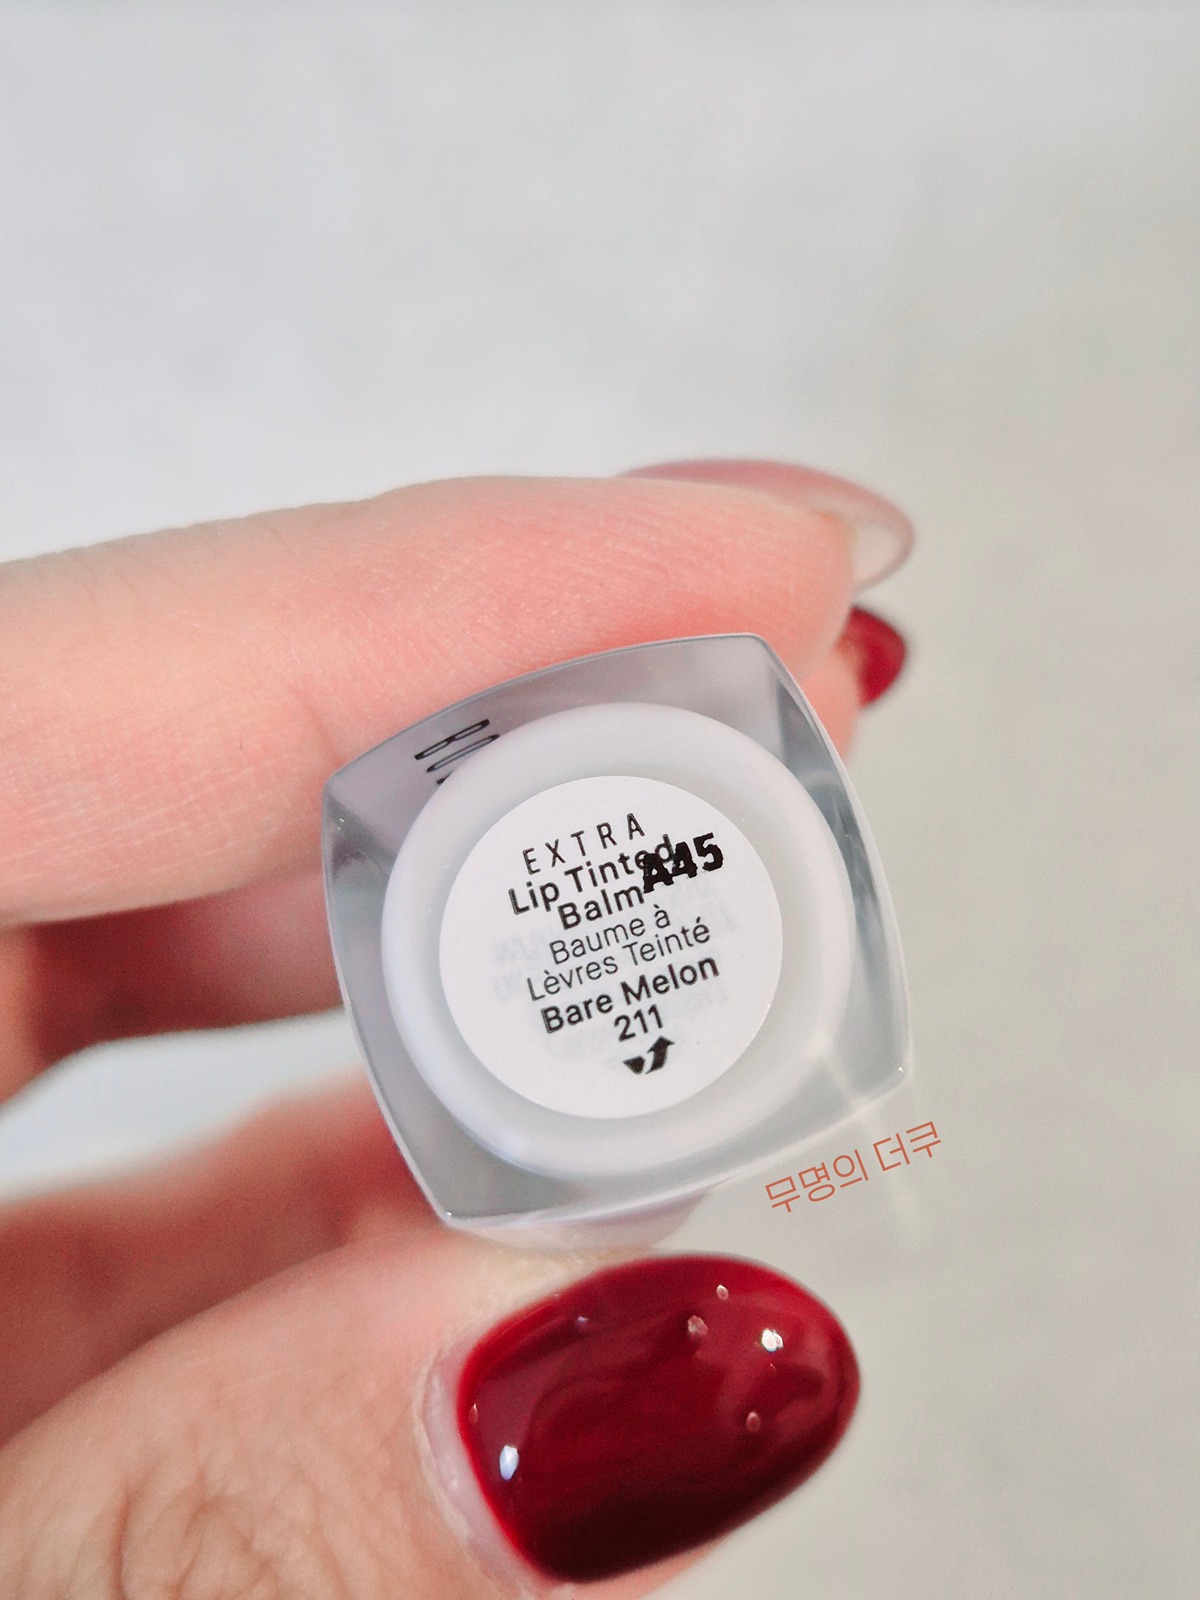 EXTRA
Lip Tinted
A45
Balm
Baume à
Lèvres Teinté
Bare Melon
211
무명의 더쿠